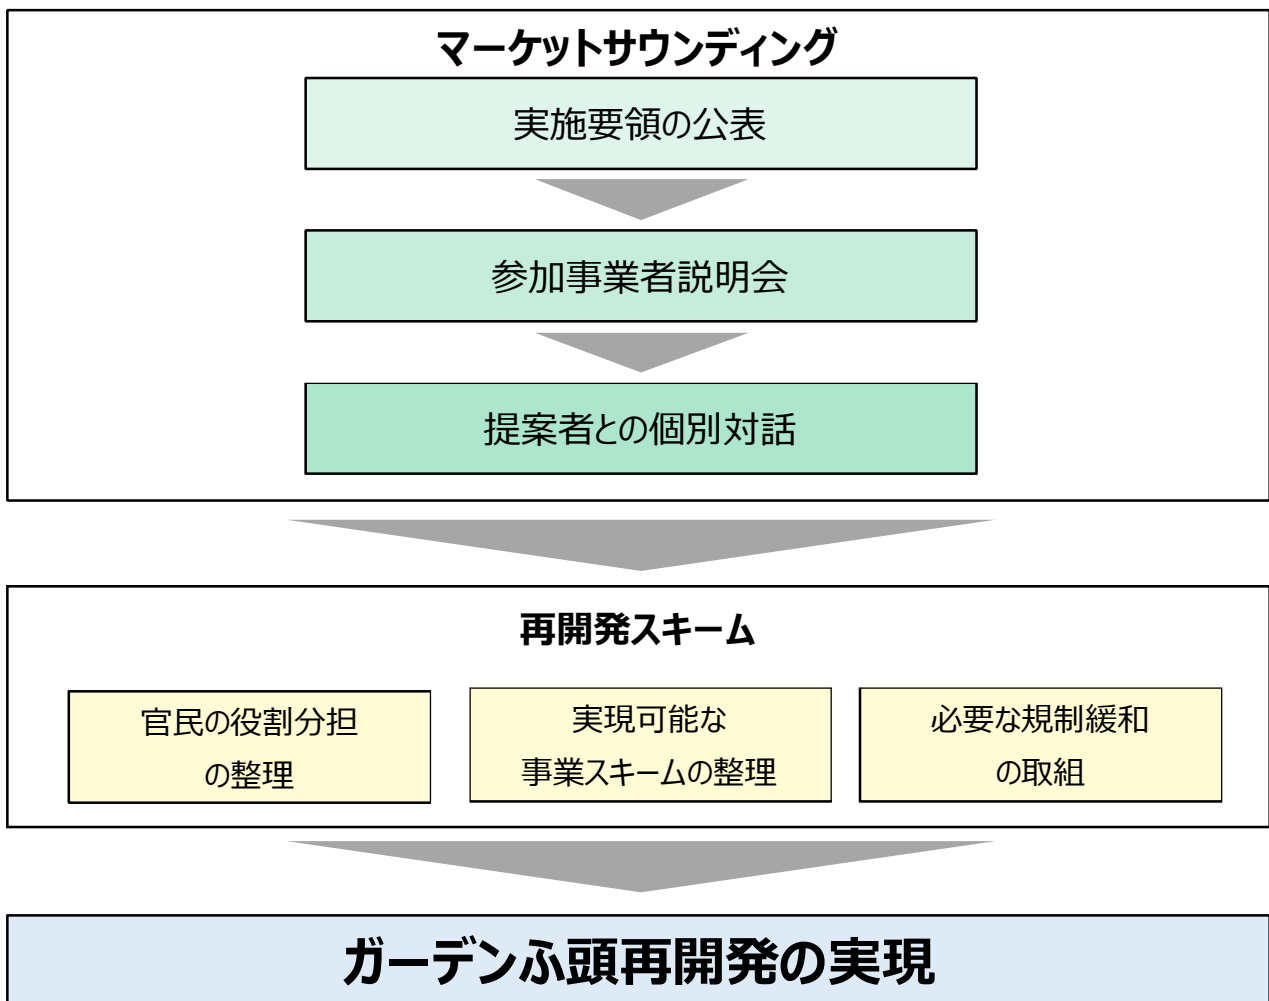 マーケットサウンディング
実施要領の公表
参加事業者説明会
提案者との個別対話
再開発スキーム
官民の役割分担
の整理
実現可能な
事業スキームの整理
必要な規制緩和
の取組
ガーデンふ頭再開発の実現